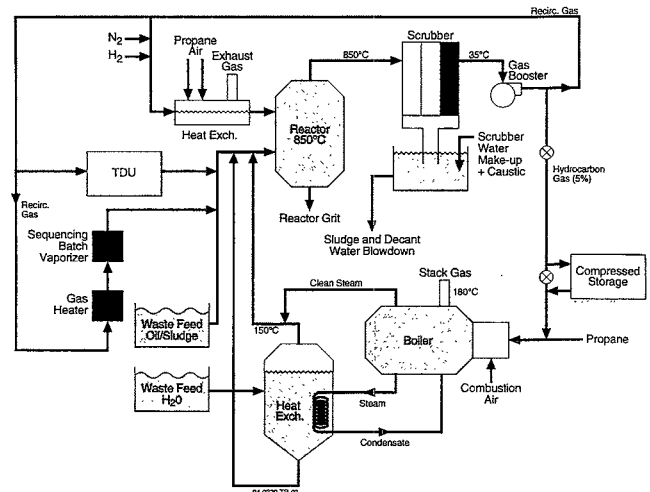 Recirc. Gas
N2
H2
Propane
Air
Exhaust
Gas
Heat Exch.
850°C
Scrubber
35°C
Gas
Booster
Reactor
850°C
Scrubber
Water
Make-up
+ Caustic
Hydrocarbon
Gas (5%)
TDU
Reactor Grit
Sludge and Decant
Water Blowdown
Recirc.
Gas
Sequencing
Batch
Vaporizer
Gas
Heater
Clean Steam
Stack Gas
180°C
Compressed
Storage
Waste Feed
Oil/Sludge
150°C
Boiler
Propane
Combustion
Air
Waste Feed
H20
Heat
Exch.
Steam
Condensate